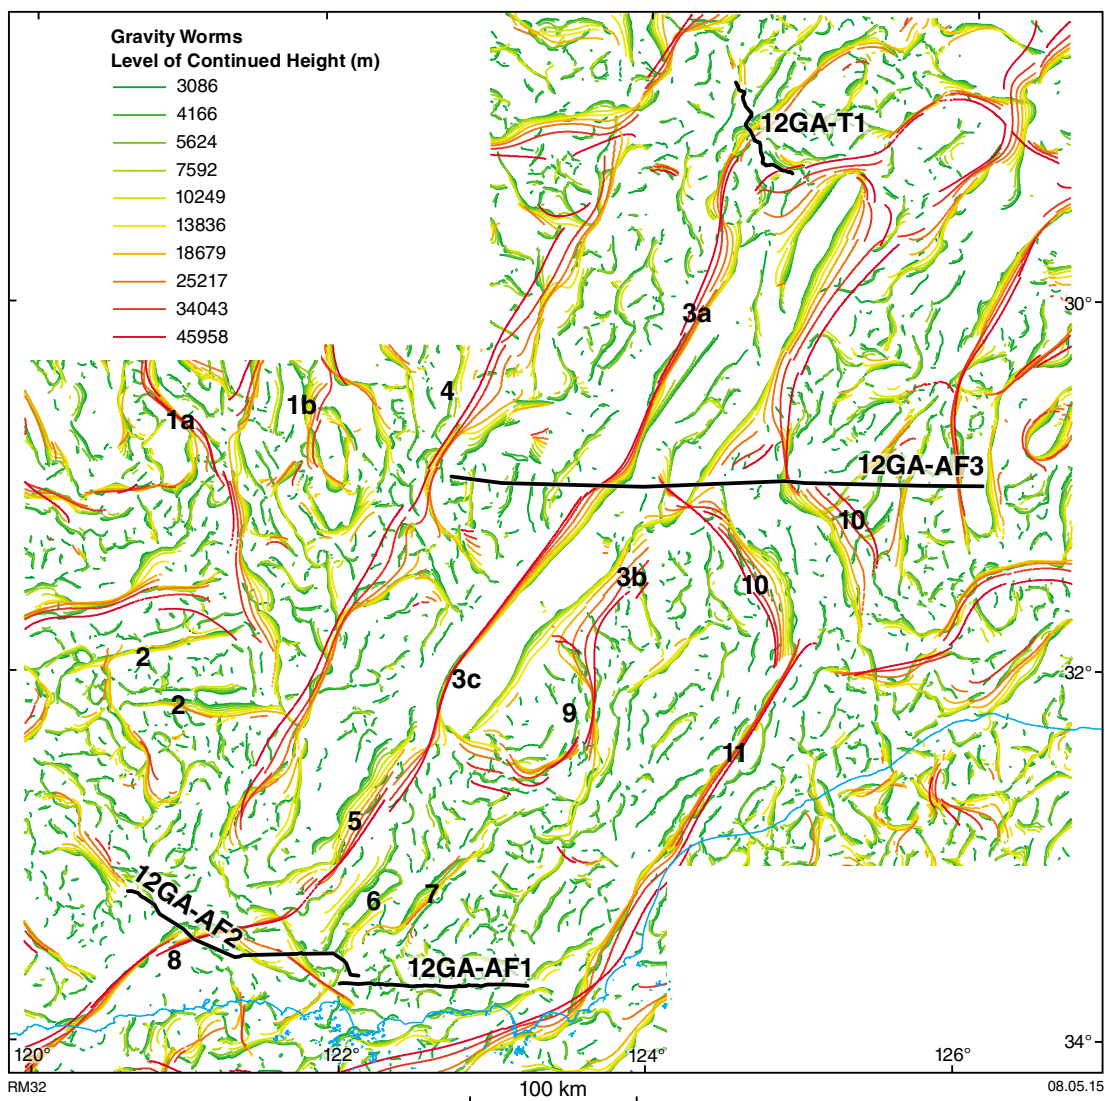 Gravity Worms
Level of Continued Height (m)
3086
4166
5624
7592
10249
13836
18679
25217
34043
45958
12GA-T1
30°
3a
4
1b
1a
12GA-AF3
10
3b
10
2
3c
32°
2
9
11
5
12GA-AF2
7
6
8
12GA-AF1
120°
122°
124°
126°
34°
RM32
100 km
08.05.15